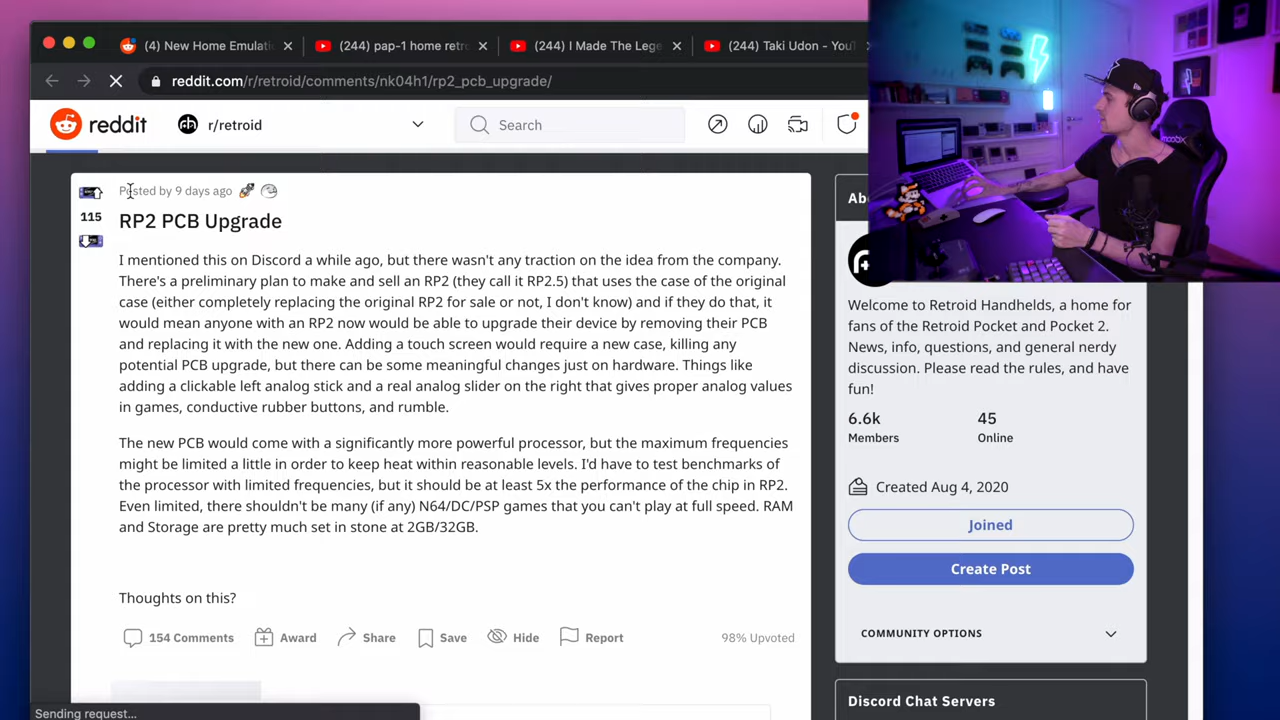 (4) New Home Emulati
(244) pap-1 home retr
(244) I Made The Lege
(244) Taki Udon - YouT
reddit.com/r/retroid/comments/nk04h1/rp2_pcb_upgrade/
reddit
r/retroid
Search
Posted by 9 days ago
115
RP2 PCB Upgrade
I mentioned this on Discord a while ago, but there wasn't any traction on the idea from the company.
There's a preliminary plan to make and sell an RP2 (they call it RP2.5) that uses the case of the original
case (either completely replacing the original RP2 for sale or not, I don't know) and if they do that, it
would mean anyone with an RP2 now would be able to upgrade their device by removing their PCB
and replacing it with the new one. Adding a touch screen would require a new case, killing any
potential PCB upgrade, but there can be some meaningful changes just on hardware. Things like
adding a clickable left analog stick and a real analog slider on the right that gives proper analog values
in games, conductive rubber buttons, and rumble.
The new PCB would come with a significantly more powerful processor, but the maximum frequencies
might be limited a little in order to keep heat within reasonable levels. I'd have to test benchmarks of
the processor with limited frequencies, but it should be at least 5x the performance of the chip in RP2.
Even limited, there shouldn't be many (if any) N64/DC/PSP games that you can't play at full speed. RAM
and Storage are pretty much set in stone at 2GB/32GB.
Thoughts on this?
154 Comments
Award
Share
Save
Hide
Report
98% Upvoted
Sending request...
Abo
Welcome to Retroid Handhelds, a home for
fans of the Retroid Pocket and Pocket 2.
News, info, questions, and general nerdy
discussion. Please read the rules, and have
fun!
6.6k
45
Members
Online
Created Aug 4, 2020
Joined
Create Post
COMMUNITY OPTIONS
Discord Chat Servers